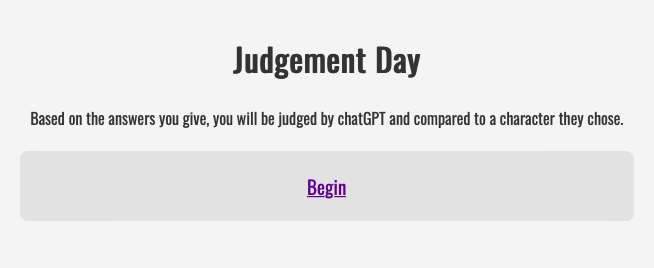 Judgement Day
Based on the answers you give, you will be judged by chatGPT and compared to a character they chose.
Begin